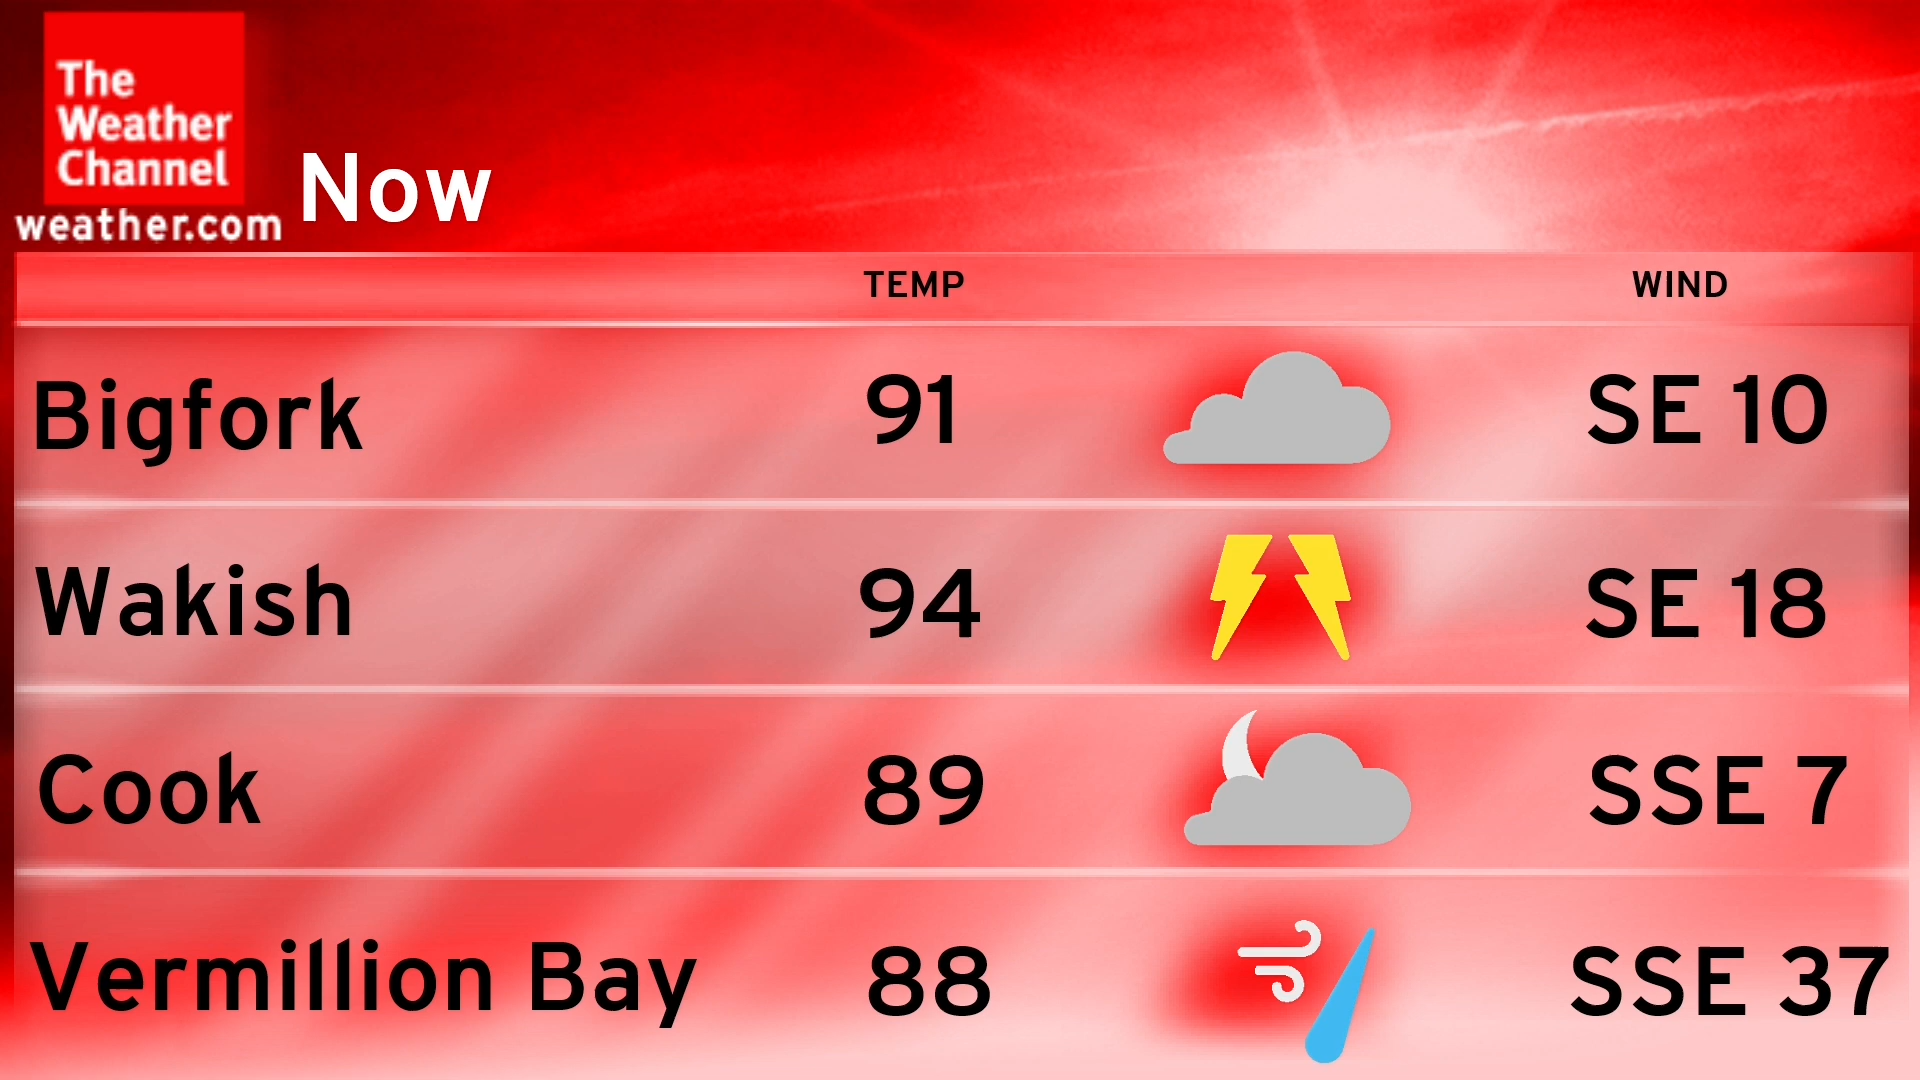 The
Weather
Channel
weather.com
Now
TEMP WIND
Bigfork 91 SE 10
Wakish 94 SE 18
Cook 89 SSE 7
Vermillion Bay 88 SSE 37